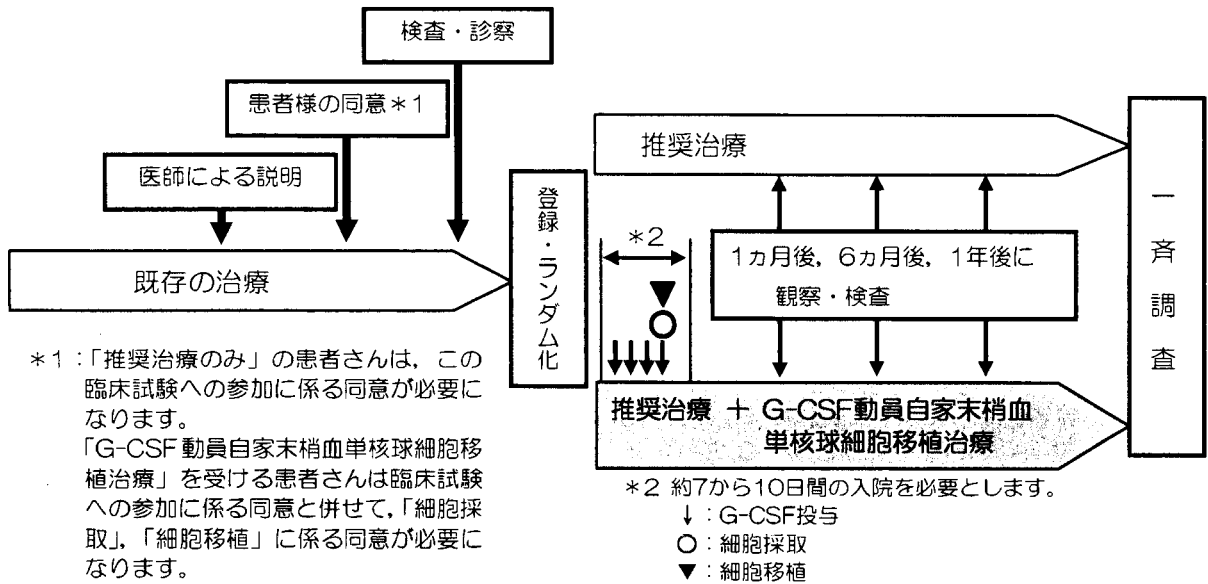 検査・診察
患者様の同意＊1
医師による説明
既存の治療
登録・ランダム化
推奨治療
＊2
1ヵ月後，6ヵ月後，1年後に
観察・検査
推奨治療 ＋ G-CSF動員自家末梢血
単核球細胞移植治療
一斉調査
＊1：「推奨治療のみ」の患者さんは，この
臨床試験への参加に係る同意が必要に
なります。
「G-CSF動員自家末梢血単核球細胞移
植治療」を受ける患者さんは臨床試験
への参加に係る同意と併せて，「細胞採
取」，「細胞移植」に係る同意が必要に
なります。
＊2 約7から10日間の入院を必要とします。
↓：G-CSF投与
○：細胞採取
▼：細胞移植